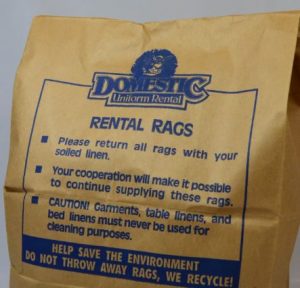 DOMESTIC
Uniform Rental
RENTAL RAGS
Please return all rags with your
soiled linen.
Your cooperation will make it possible
to continue supplying these rags.
CAUTION! Garments, table linens, and
bed linens must never be used for
cleaning purposes.
HELP SAVE THE ENVIRONMENT
DO NOT THROW AWAY RAGS, WE RECYCLE!